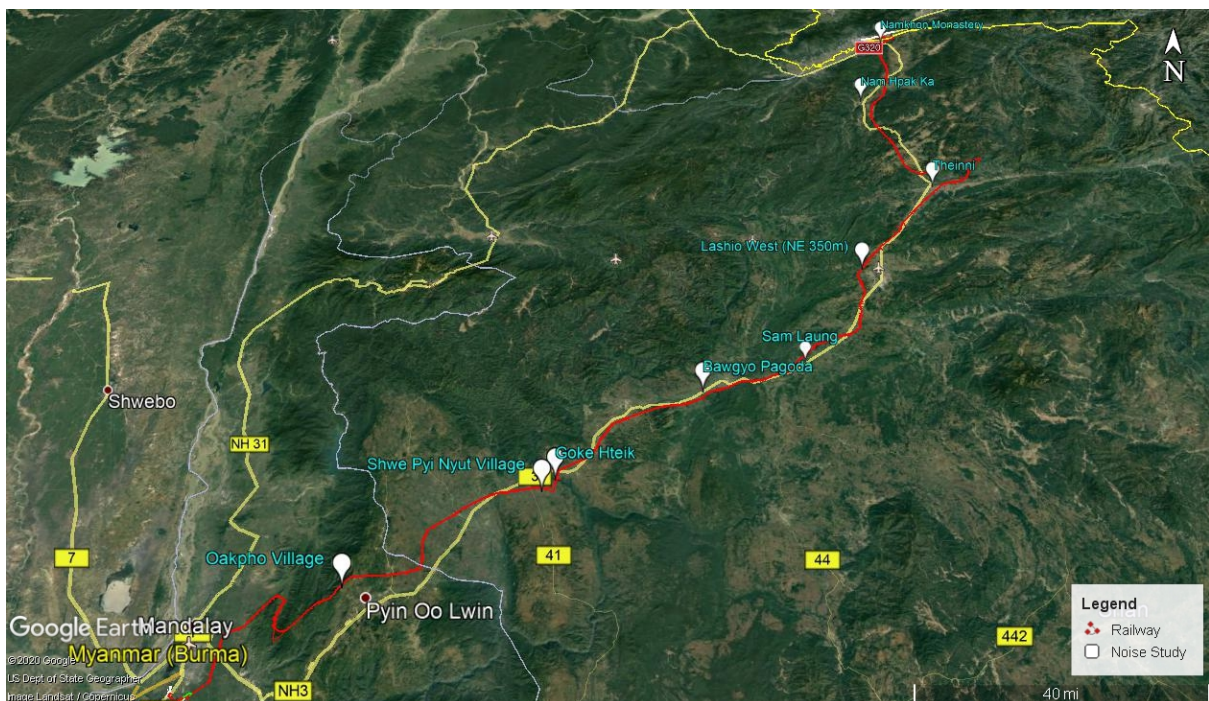 Namkhon Monastery
G320
N
Nam Hpak Ka
Theinni
Lashio West (NE 350m)
Sam Laung
Bawgyo Pagoda
Shwebo
NH 31
Goke Hteik
Shwe Pyi Nyut Village
3
7
Oakpho Village
41
44
Pyin Oo Lwin
Legend
Railway
Noise Study
Google Earth
Mandalay
442
Myanmar (Burma)
©2020 Google
US Dept of State Geographer
Image Landsat / Copernicus
NH3
40 mi